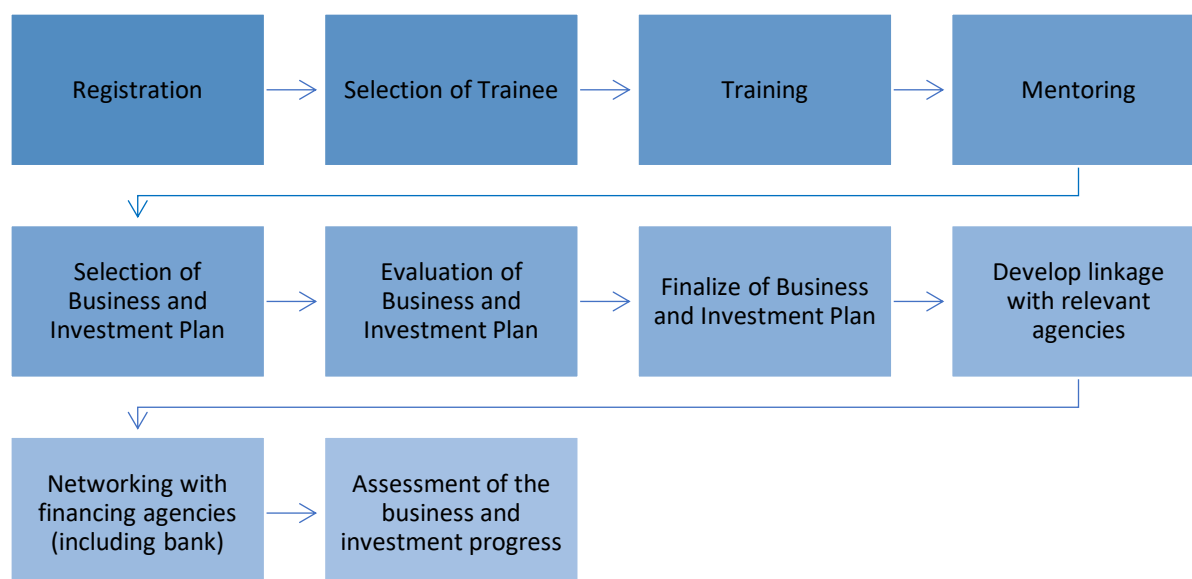 Registration
Selection of Trainee
Training
Mentoring
Selection of
Business and
Investment Plan
Evaluation of
Business and
Investment Plan
Finalize of Business
and Investment Plan
Develop linkage
with relevant
agencies
Networking with
financing agencies
(including bank)
Assessment of the
business and
investment progress